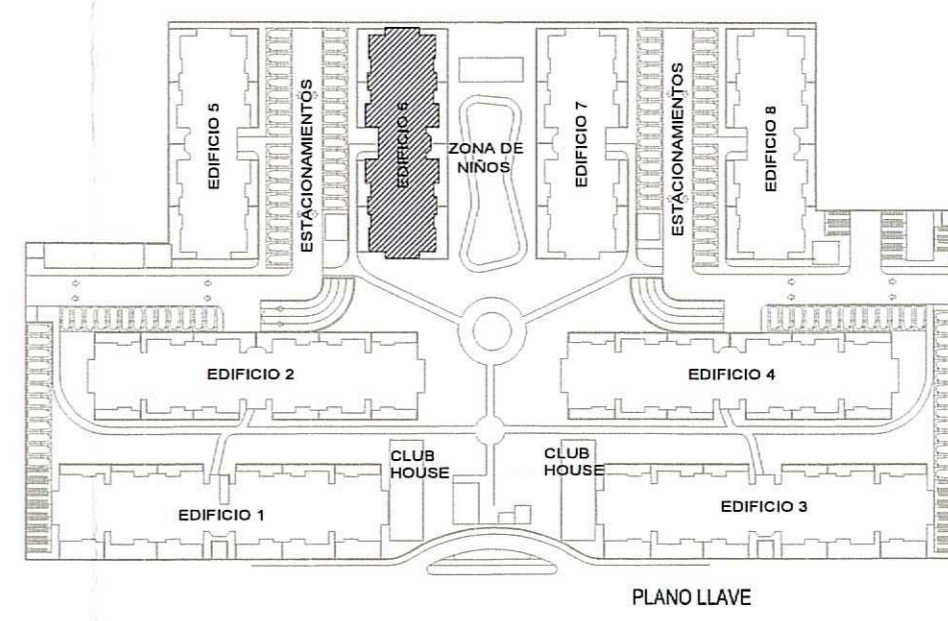 EDIFICIO 5
ESTACIONAMIENTOS
EDIFICIO 6
ZONA DE
NIÑOS
EDIFICIO 7
ESTACIONAMIENTOS
EDIFICIO 8
EDIFICIO 2
EDIFICIO 4
CLUB
HOUSE
CLUB
HOUSE
EDIFICIO 1
EDIFICIO 3
PLANO LLAVE